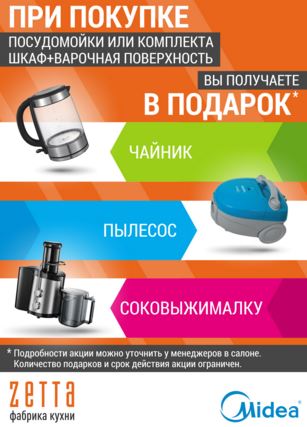 ПРИ ПОКУПКЕ
ПОСУДОМОЙКИ ИЛИ КОМПЛЕКТА
ШКАФ+ВАРОЧНАЯ ПОВЕРХНОСТЬ
ВЫ ПОЛУЧАЕТЕ
В ПОДАРОК*
ЧАЙНИК
ПЫЛЕСОС
СОКОВЫЖИМАЛКУ
* Подробности акции можно уточнить у менеджеров в салоне.
Количество подарков и срок действия акции ограничен.
zетта
фабрика кухни
Midea